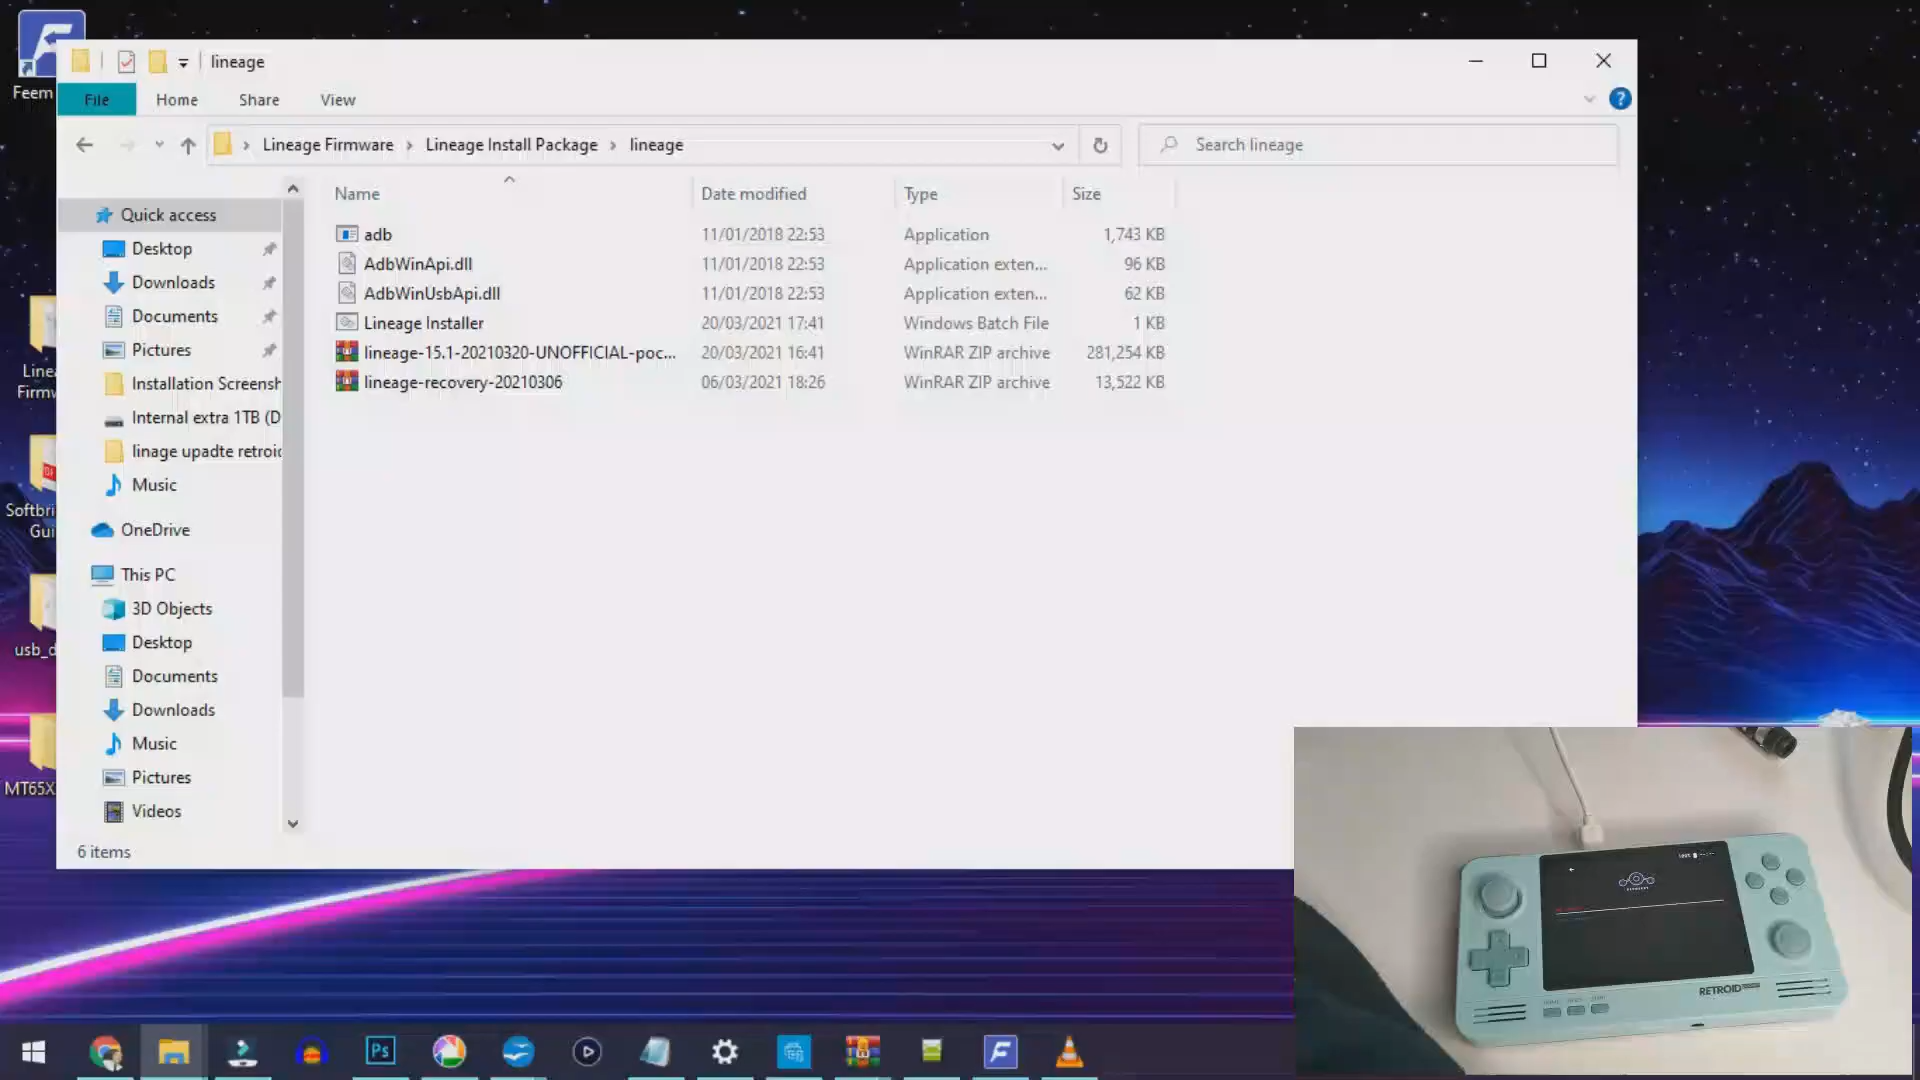 Feem
lineage
File Home Share View
?
Lineage Firmware Lineage Install Package lineage
Search lineage
Name Date modified Type Size
adb 11/01/2018 22:53 Application 1,743 KB
AdbWinApi.dll 11/01/2018 22:53 Application exten... 96 KB
AdbWinUsbApi.dll 11/01/2018 22:53 Application exten... 62 KB
Lineage Installer 20/03/2021 17:41 Windows Batch File 1 KB
lineage-15.1-20210320-UNOFFICIAL-poc... 20/03/2021 16:41 WinRAR ZIP archive 281,254 KB
lineage-recovery-20210306 06/03/2021 18:26 WinRAR ZIP archive 13,522 KB
Quick access
Desktop
Downloads
Documents
Pictures
Installation Screensh
Internal extra 1TB (D
linage upadte retroid
Music
OneDrive
This PC
3D Objects
Desktop
Documents
Downloads
Music
Pictures
Videos
6 items
Linea
Firmw
Softbri
Gui
usb_d
MT65X
RETROID
Ps